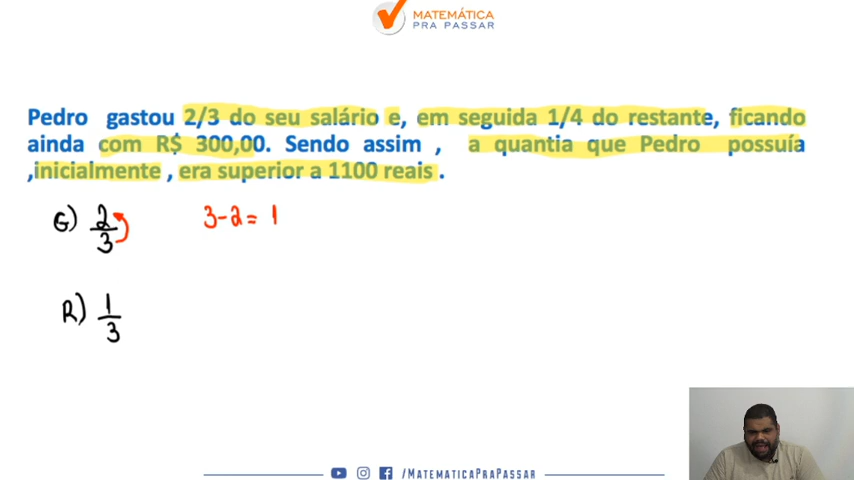 MATEMÁTICA
PRA PASSAR
Pedro gastou 2/3 do seu salário e, em seguida 1/4 do restante, ficando
ainda com R$ 300,00. Sendo assim , a quantia que Pedro possuía
,inicialmente , era superior a 1100 reais .
G) 2/3 3-2= 1
R) 1/3
/MATEMATICAPRAPASSAR